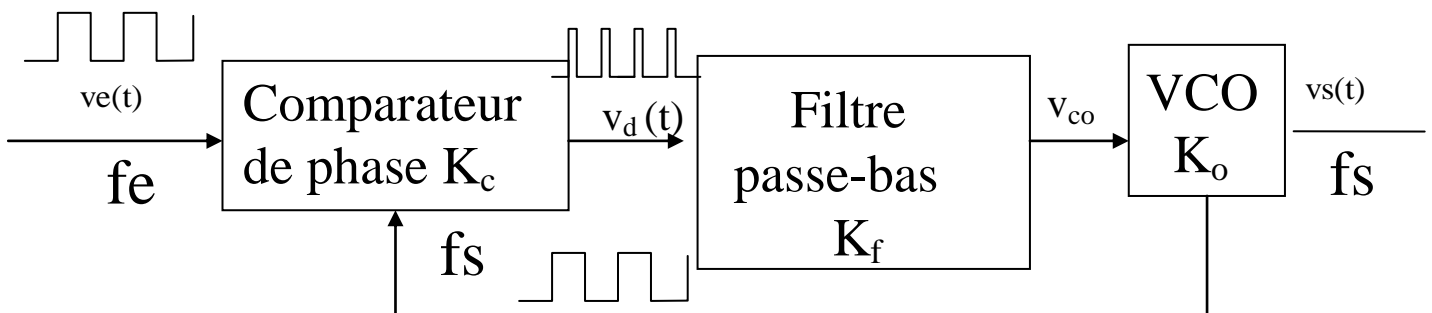 ve(t)
fe
Comparateur
de phase Kc
vd (t)
fs
Filtre
passe-bas
Kf
vco
VCO
Ko
vs(t)
fs